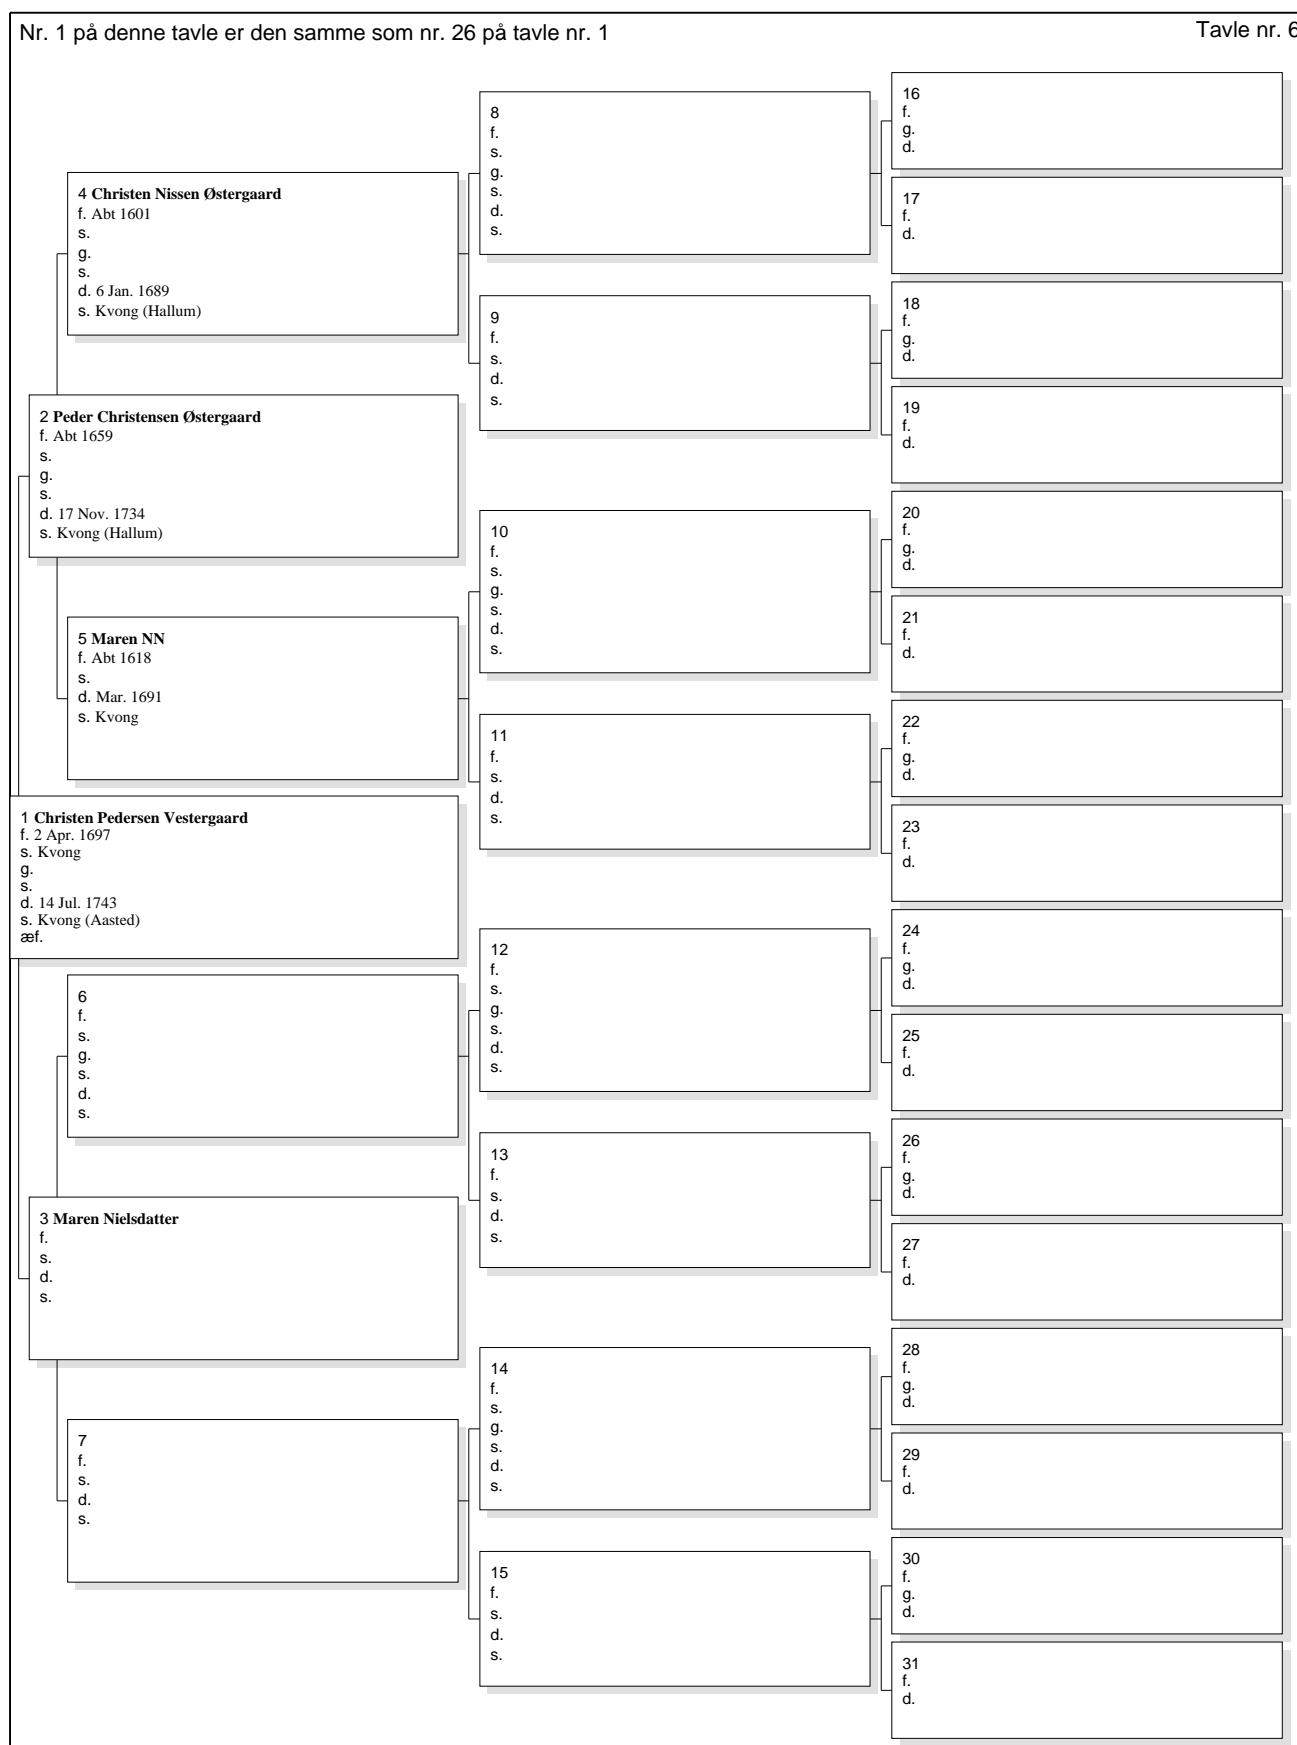 Nr. 1 på denne tavle er den samme som nr. 26 på tavle nr. 1
Tavle nr. 6
4 Christen Nissen Østergaard
f. Abt 1601
s.
g.
s.
d. 6 Jan. 1689
s. Kvong (Hallum)
2 Peder Christensen Østergaard
f. Abt 1659
s.
g.
s.
d. 17 Nov. 1734
s. Kvong (Hallum)
5 Maren NN
f. Abt 1618
s.
d. Mar. 1691
s. Kvong
1 Christen Pedersen Vestergaard
f. 2 Apr. 1697
s. Kvong
g.
s.
d. 14 Jul. 1743
s. Kvong (Aasted)
æf.
6
f.
s.
g.
s.
d.
s.
3 Maren Nielsdatter
f.
s.
d.
s.
7
f.
s.
d.
s.
8
f.
s.
g.
s.
d.
s.
9
f.
s.
d.
s.
10
f.
s.
g.
s.
d.
s.
11
f.
s.
d.
s.
12
f.
s.
g.
s.
d.
s.
13
f.
s.
d.
s.
14
f.
s.
g.
s.
d.
s.
15
f.
s.
d.
s.
16
f.
g.
d.
17
f.
d.
18
f.
g.
d.
19
f.
d.
20
f.
g.
d.
21
f.
d.
22
f.
g.
d.
23
f.
d.
24
f.
g.
d.
25
f.
d.
26
f.
g.
d.
27
f.
d.
28
f.
g.
d.
29
f.
d.
30
f.
g.
d.
31
f.
d.